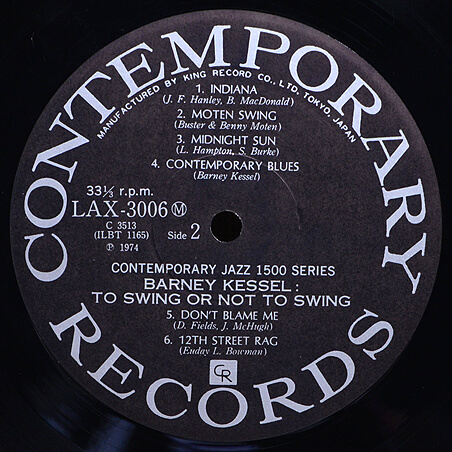 CONTEMPORARY
MANUFACTURED BY KING RECORD CO., LTD. TOKYO, JAPAN
1. INDIANA
(J. F. Hanley, B. MacDonald)
2. MOTEN SWING
(Buster & Benny Moten)
3. MIDNIGHT SUN
(L. Hampton, S. Burke)
4. CONTEMPORARY BLUES
(Barney Kessel)
33⅓ r.p.m.
LAX-3006 Ⓜ
C 3513
(ILBT 1165) Side 2
℗ 1974
CONTEMPORARY JAZZ 1500 SERIES
BARNEY KESSEL:
TO SWING OR NOT TO SWING
5. DON'T BLAME ME
(D. Fields, J. McHugh)
6. 12TH STREET RAG
(Euday L. Bowman)
CR
RECORDS